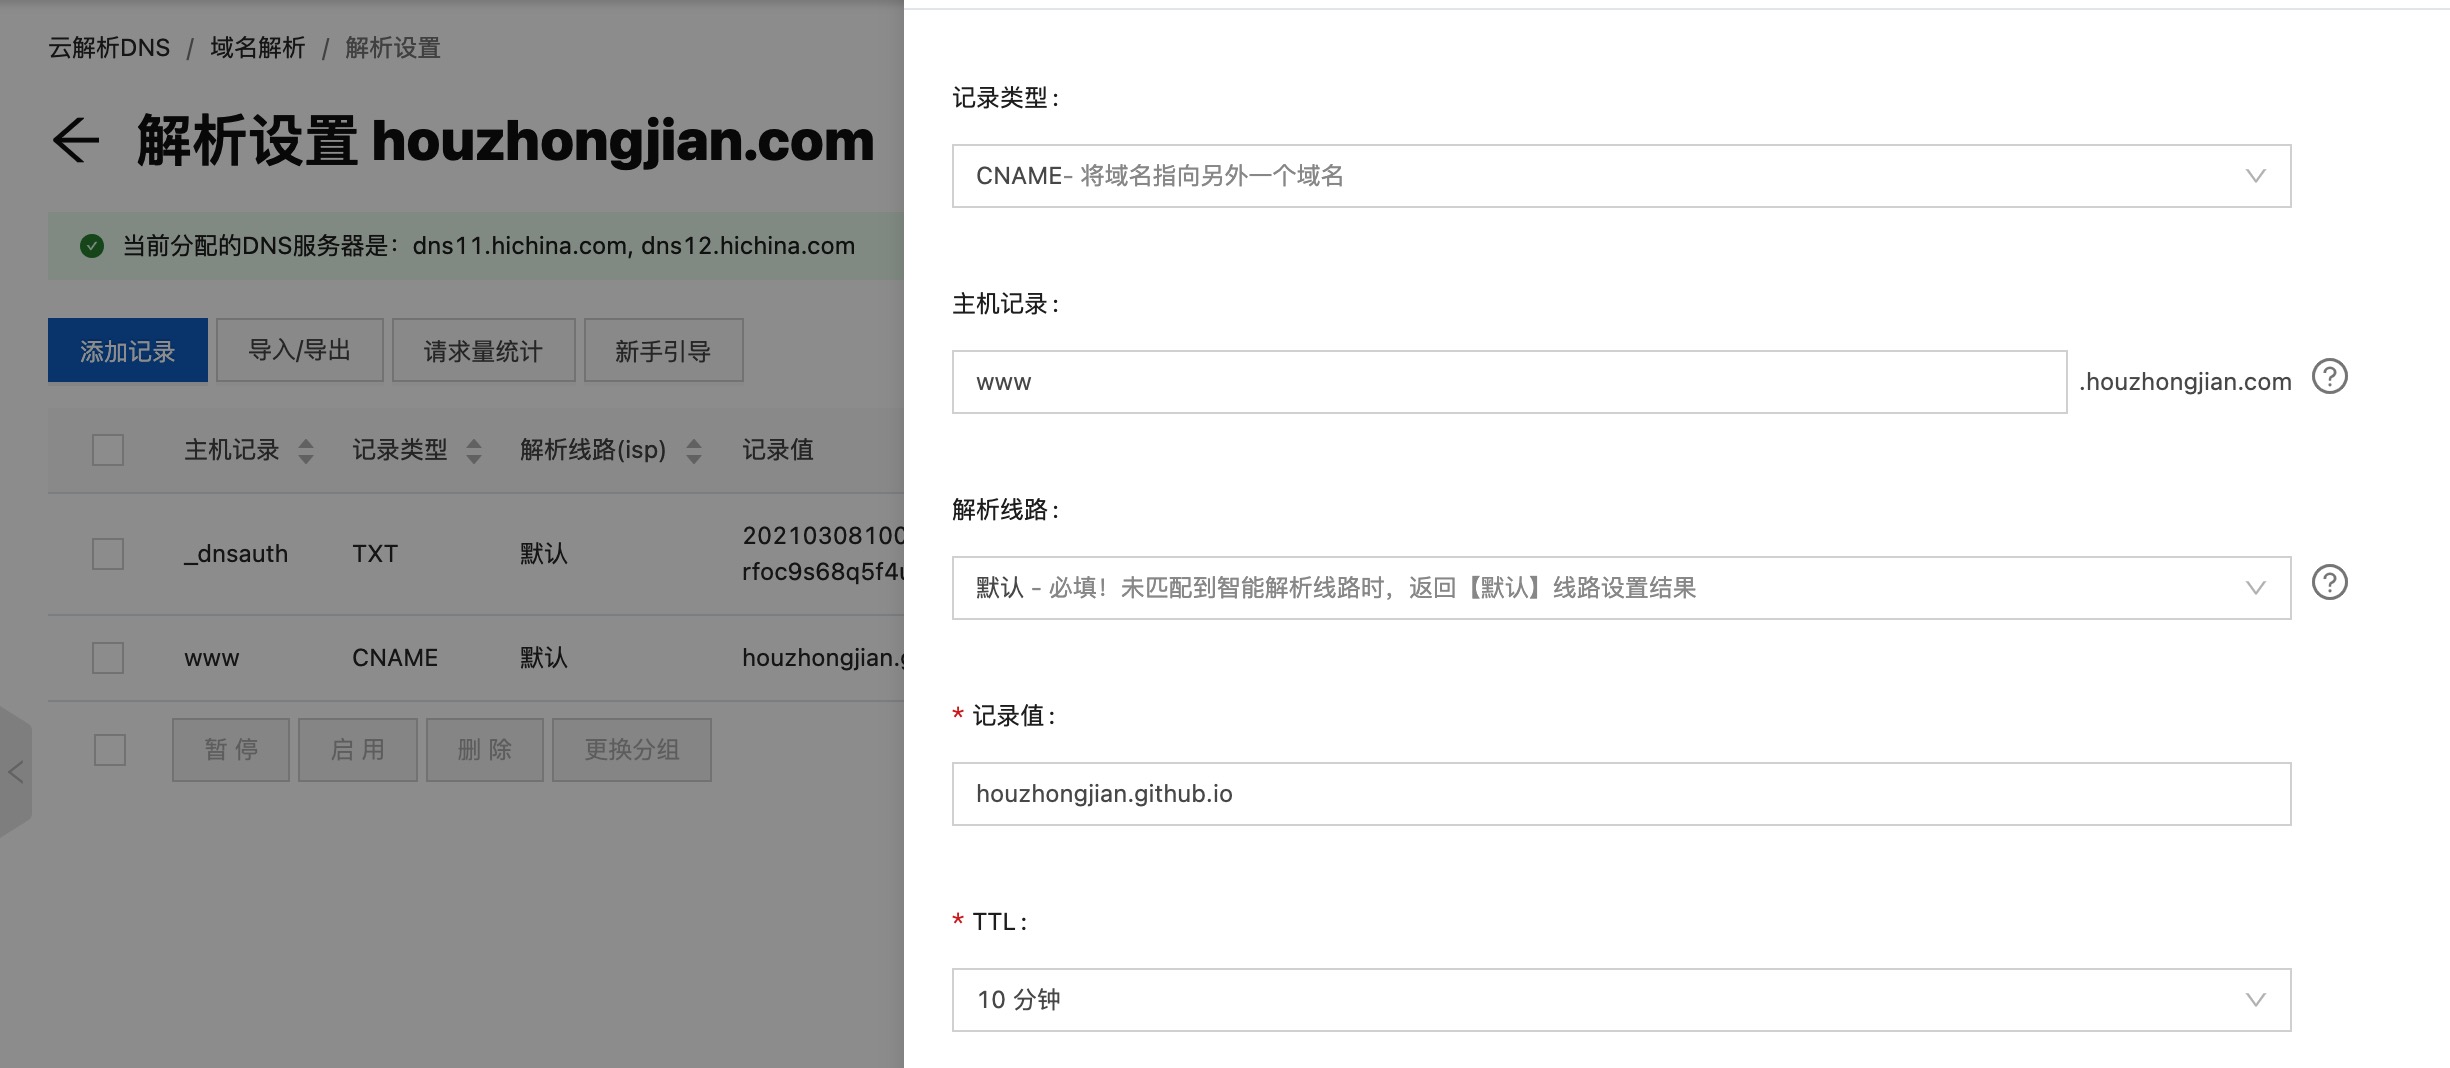 云解析DNS / 域名解析 / 解析设置
解析设置 houzhongjian.com
当前分配的DNS服务器是：dns11.hichina.com, dns12.hichina.com
添加记录 导入/导出 请求量统计 新手引导
主机记录 记录类型 解析线路(isp) 记录值
_dnsauth TXT 默认 20210308100
rfoc9s68q5f4u
www CNAME 默认 houzhongjian.g
暂 停 启 用 删 除 更换分组
记录类型：
CNAME- 将域名指向另外一个域名
主机记录：
www .houzhongjian.com
解析线路：
默认 - 必填！未匹配到智能解析线路时，返回【默认】线路设置结果
* 记录值：
houzhongjian.github.io
* TTL：
10 分钟